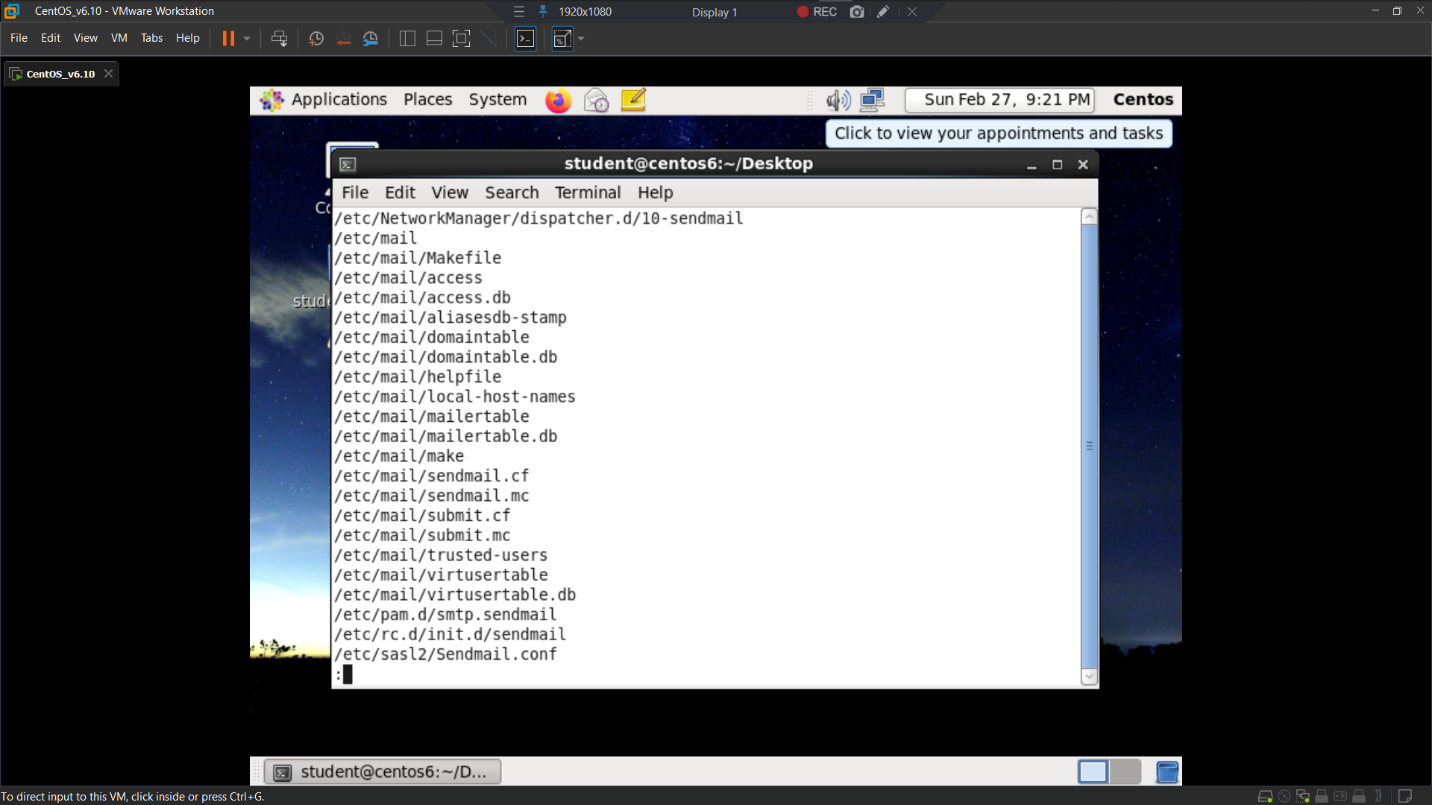 CentOS_v6.10 - VMware Workstation
1920x1080
Display 1
REC
File Edit View VM Tabs Help
CentOS_v6.10
Applications Places System
Sun Feb 27, 9:21 PM
Centos
Click to view your appointments and tasks
student@centos6:~/Desktop
File Edit View Search Terminal Help
Co
stude
/etc/NetworkManager/dispatcher.d/10-sendmail
/etc/mail
/etc/mail/Makefile
/etc/mail/access
/etc/mail/access.db
/etc/mail/aliasesdb-stamp
/etc/mail/domaintable
/etc/mail/domaintable.db
/etc/mail/helpfile
/etc/mail/local-host-names
/etc/mail/mailertable
/etc/mail/mailertable.db
/etc/mail/make
/etc/mail/sendmail.cf
/etc/mail/sendmail.mc
/etc/mail/submit.cf
/etc/mail/submit.mc
/etc/mail/trusted-users
/etc/mail/virtusertable
/etc/mail/virtusertable.db
/etc/pam.d/smtp.sendmail
/etc/rc.d/init.d/sendmail
/etc/sasl2/Sendmail.conf
:
student@centos6:~/D...
To direct input to this VM, click inside or press Ctrl+G.